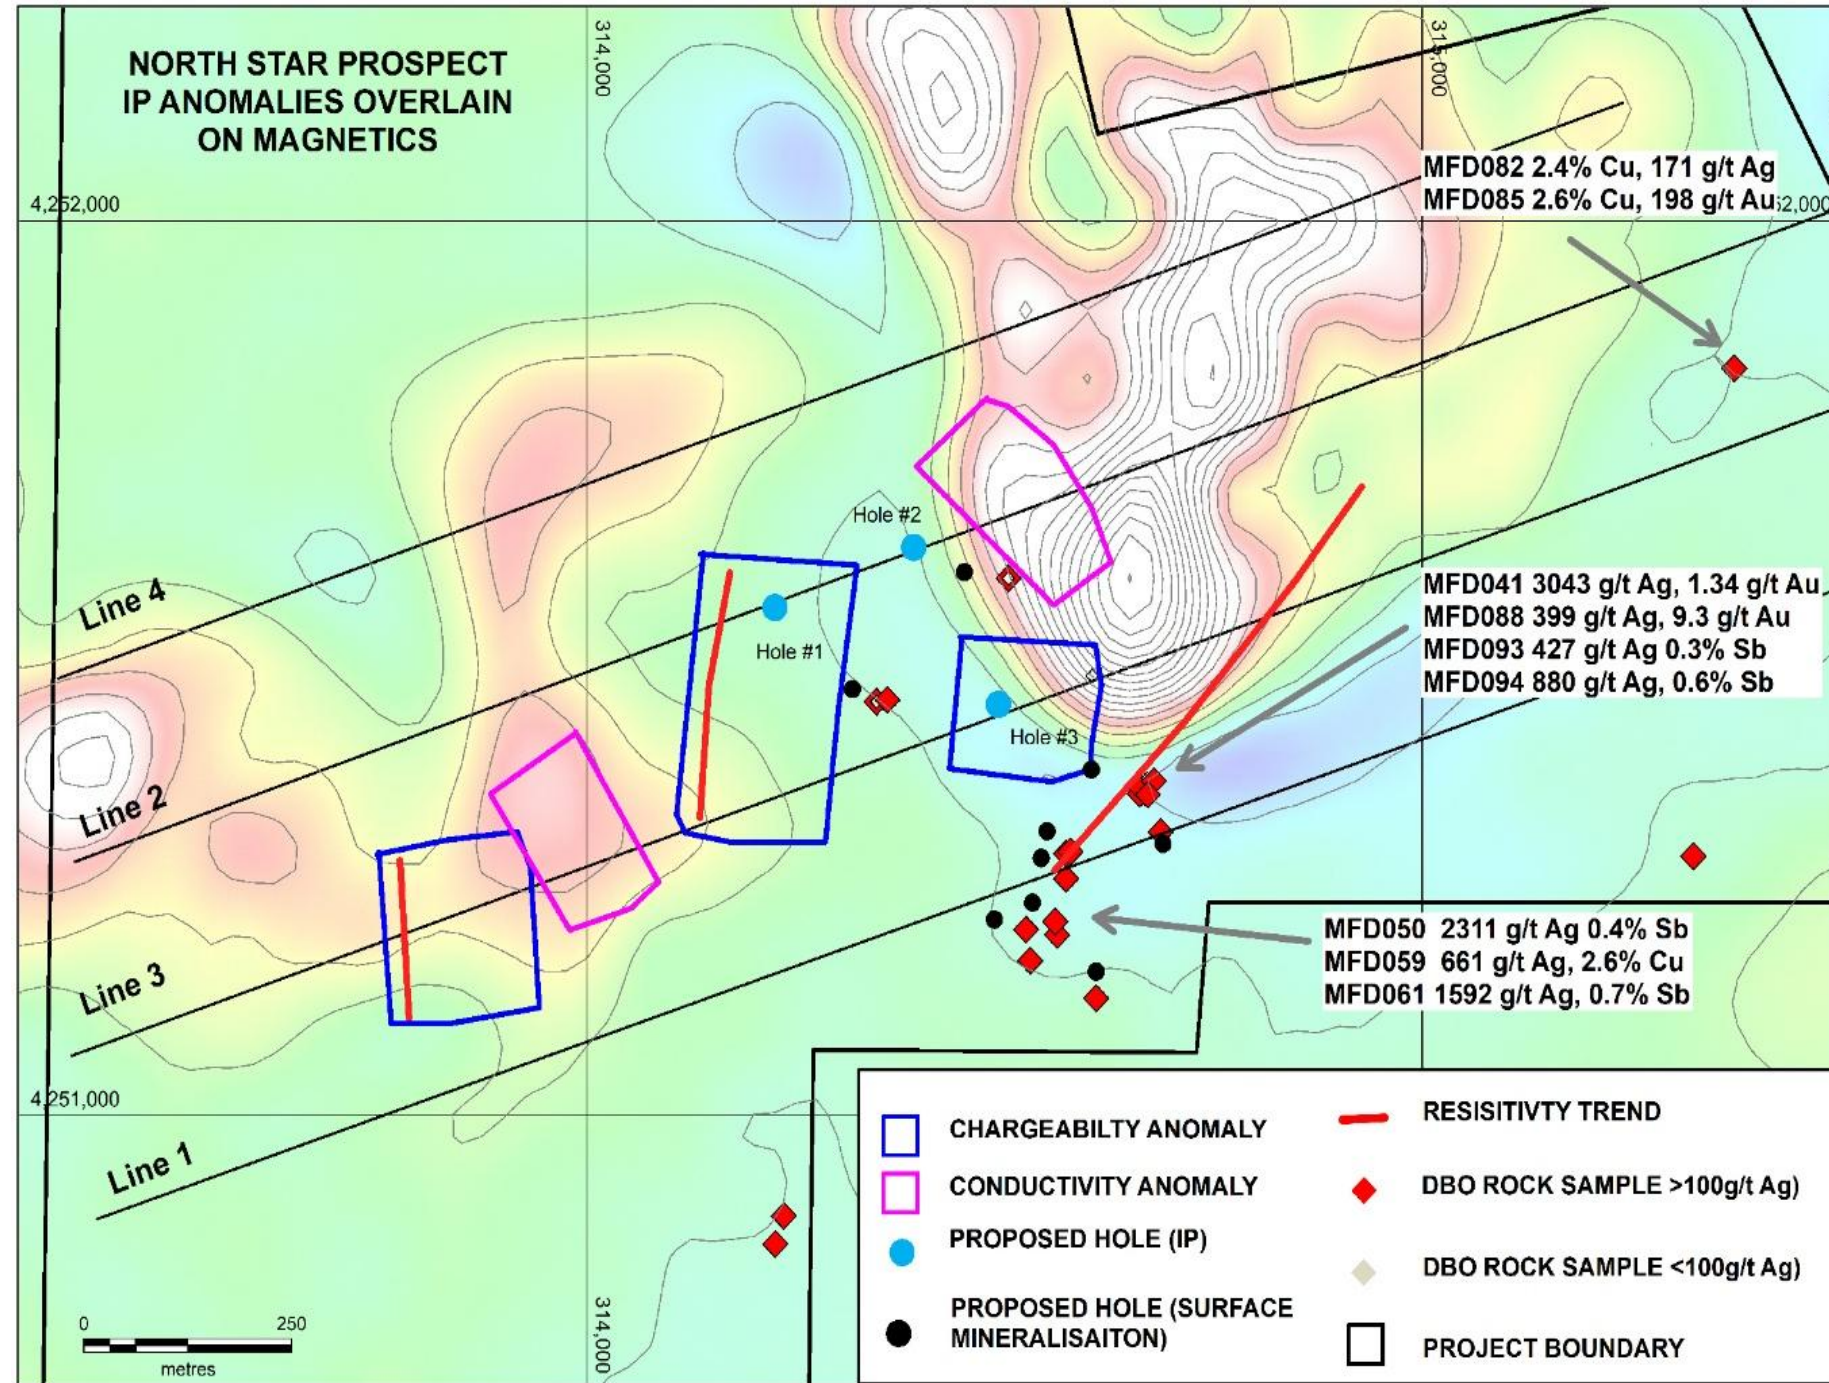 NORTH STAR PROSPECT
IP ANOMALIES OVERLAIN
ON MAGNETICS
314,000
315,000
MFD082 2.4% Cu, 171 g/t Ag
MFD085 2.6% Cu, 198 g/t Au
4,252,000
52,000
Hole #2
Line 4
Hole #1
MFD041 3043 g/t Ag, 1.34 g/t Au
MFD088 399 g/t Ag, 9.3 g/t Au
MFD093 427 g/t Ag 0.3% Sb
MFD094 880 g/t Ag, 0.6% Sb
Hole #3
Line 2
MFD050 2311 g/t Ag 0.4% Sb
MFD059 661 g/t Ag, 2.6% Cu
MFD061 1592 g/t Ag, 0.7% Sb
Line 3
4,251,000
Line 1
CHARGEABILTY ANOMALY
CONDUCTIVITY ANOMALY
PROPOSED HOLE (IP)
PROPOSED HOLE (SURFACE
MINERALISAITON)
RESISITIVTY TREND
DBO ROCK SAMPLE >100g/t Ag)
DBO ROCK SAMPLE <100g/t Ag)
PROJECT BOUNDARY
0 250
metres
314,000